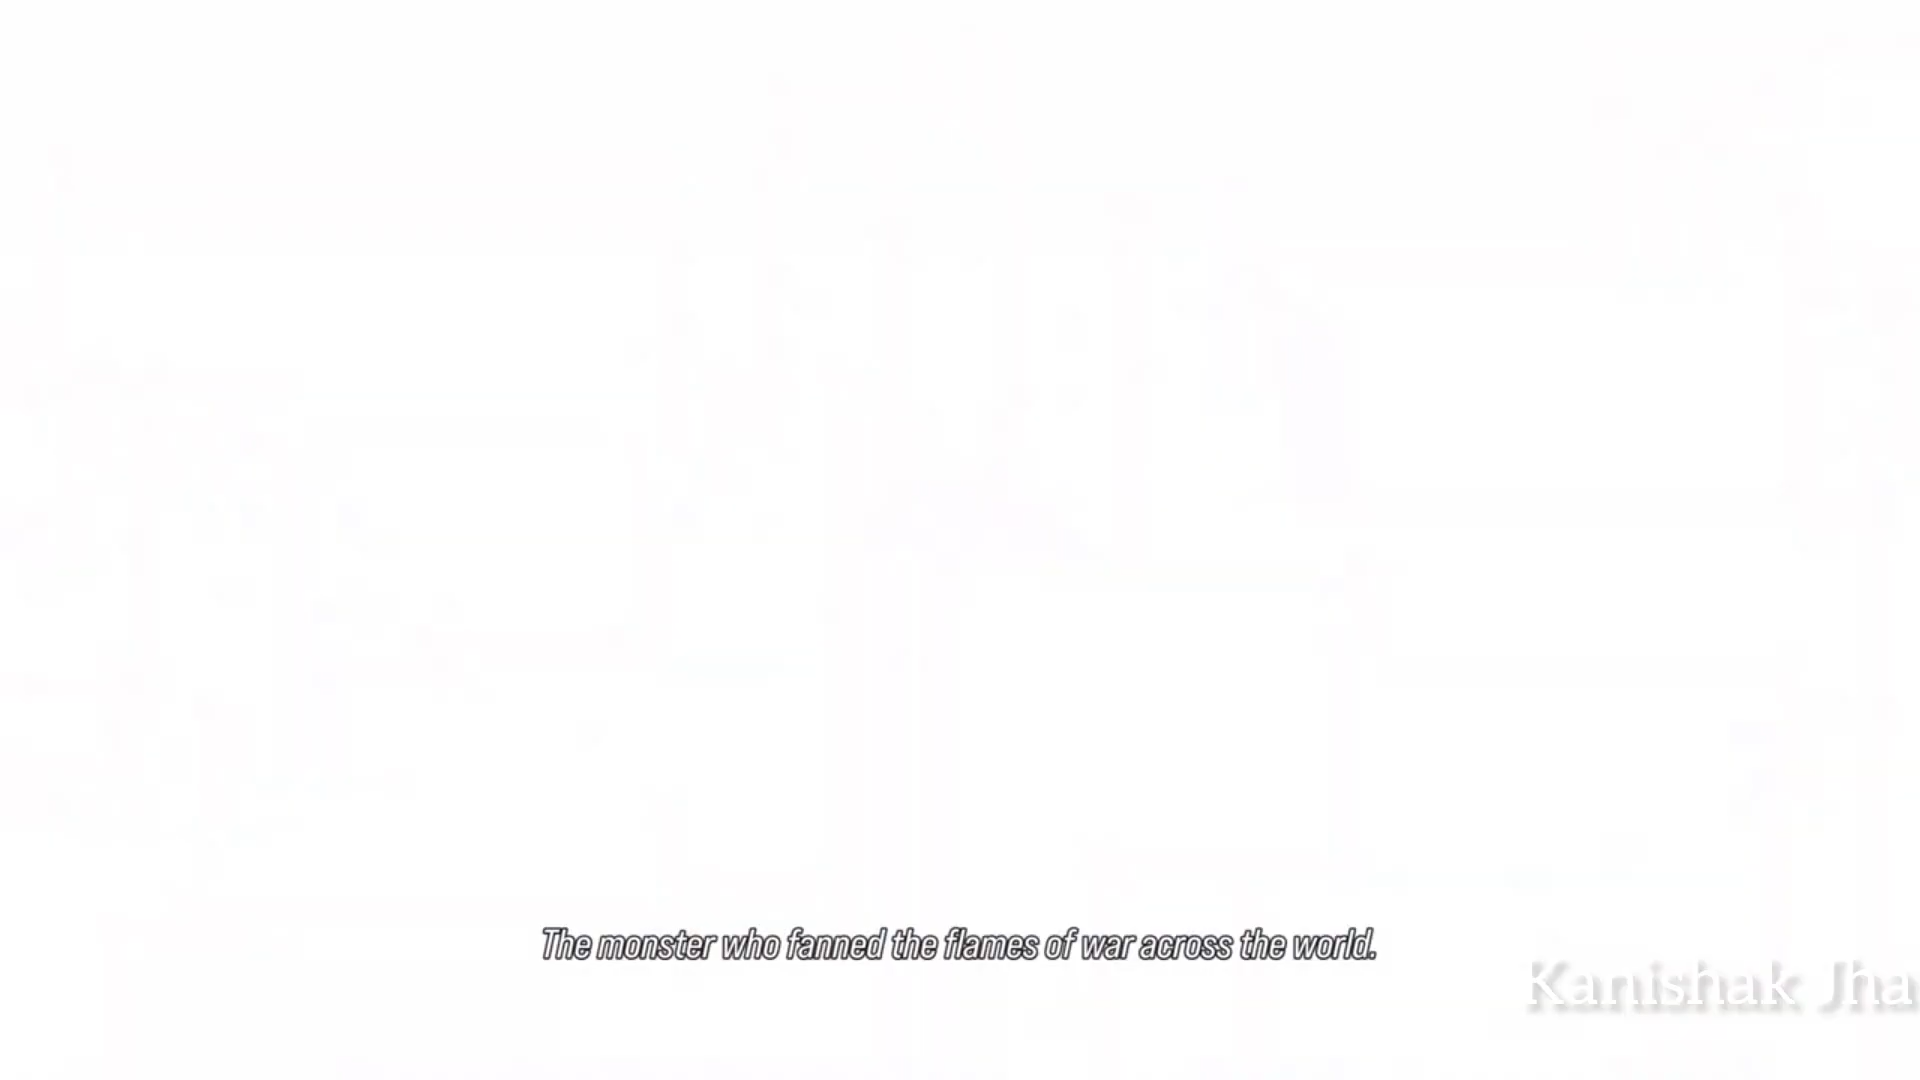 The monster who fanned the flames of war across the world.
Kanishak Jha